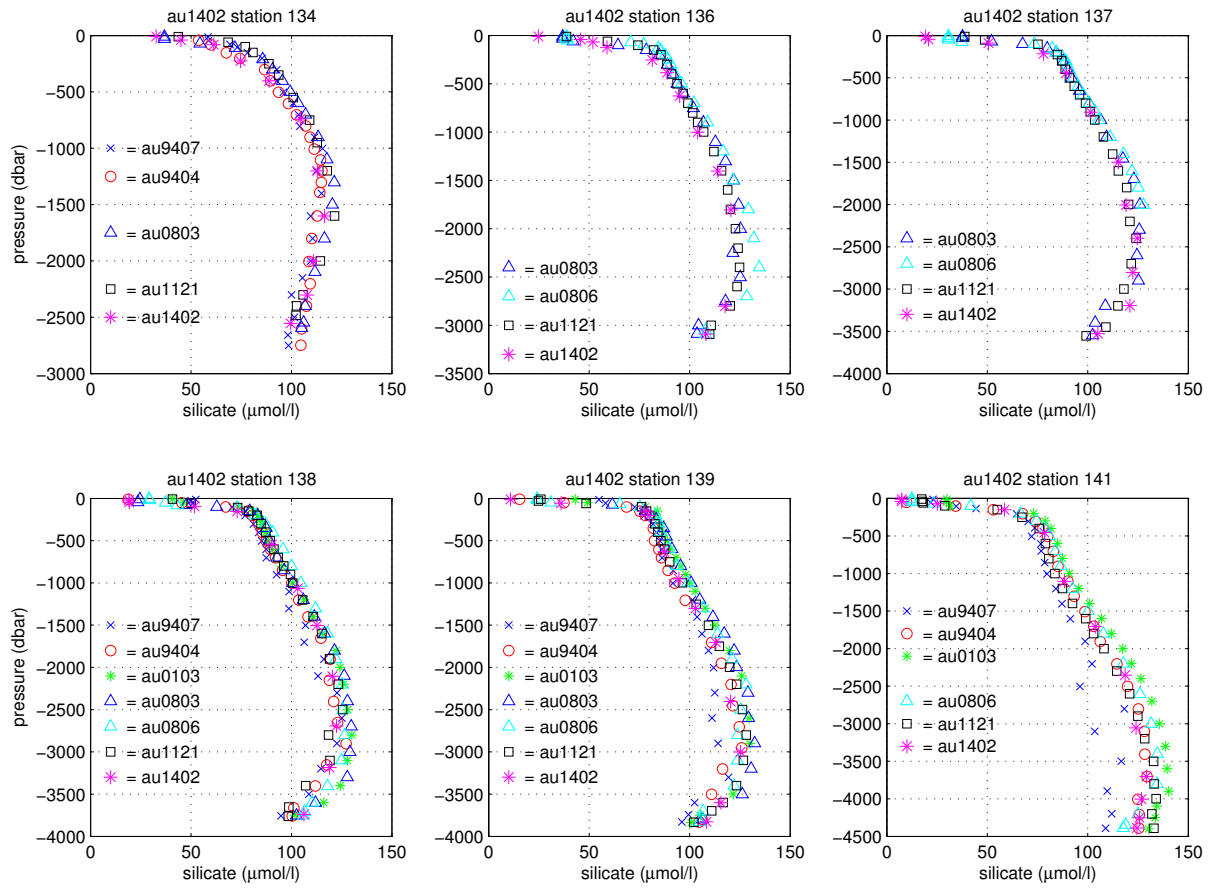 au1402 station 134
0
−500
−1000
−1500
−2000
−2500
−3000
0
50
100
150
pressure (dbar)
silicate (μmol/l)
= au9407
= au9404
= au0803
= au1121
= au1402
au1402 station 136
0
−500
−1000
−1500
−2000
−2500
−3000
−3500
0
50
100
150
silicate (μmol/l)
= au0803
= au0806
= au1121
= au1402
au1402 station 137
0
−500
−1000
−1500
−2000
−2500
−3000
−3500
−4000
0
50
100
150
silicate (μmol/l)
= au0803
= au0806
= au1121
= au1402
au1402 station 138
0
−500
−1000
−1500
−2000
−2500
−3000
−3500
−4000
0
50
100
150
pressure (dbar)
silicate (μmol/l)
= au9407
= au9404
= au0103
= au0803
= au0806
= au1121
= au1402
au1402 station 139
0
−500
−1000
−1500
−2000
−2500
−3000
−3500
−4000
0
50
100
150
silicate (μmol/l)
= au9407
= au9404
= au0103
= au0803
= au0806
= au1121
= au1402
au1402 station 141
0
−500
−1000
−1500
−2000
−2500
−3000
−3500
−4000
−4500
0
50
100
150
silicate (μmol/l)
= au9407
= au9404
= au0103
= au0806
= au1121
= au1402